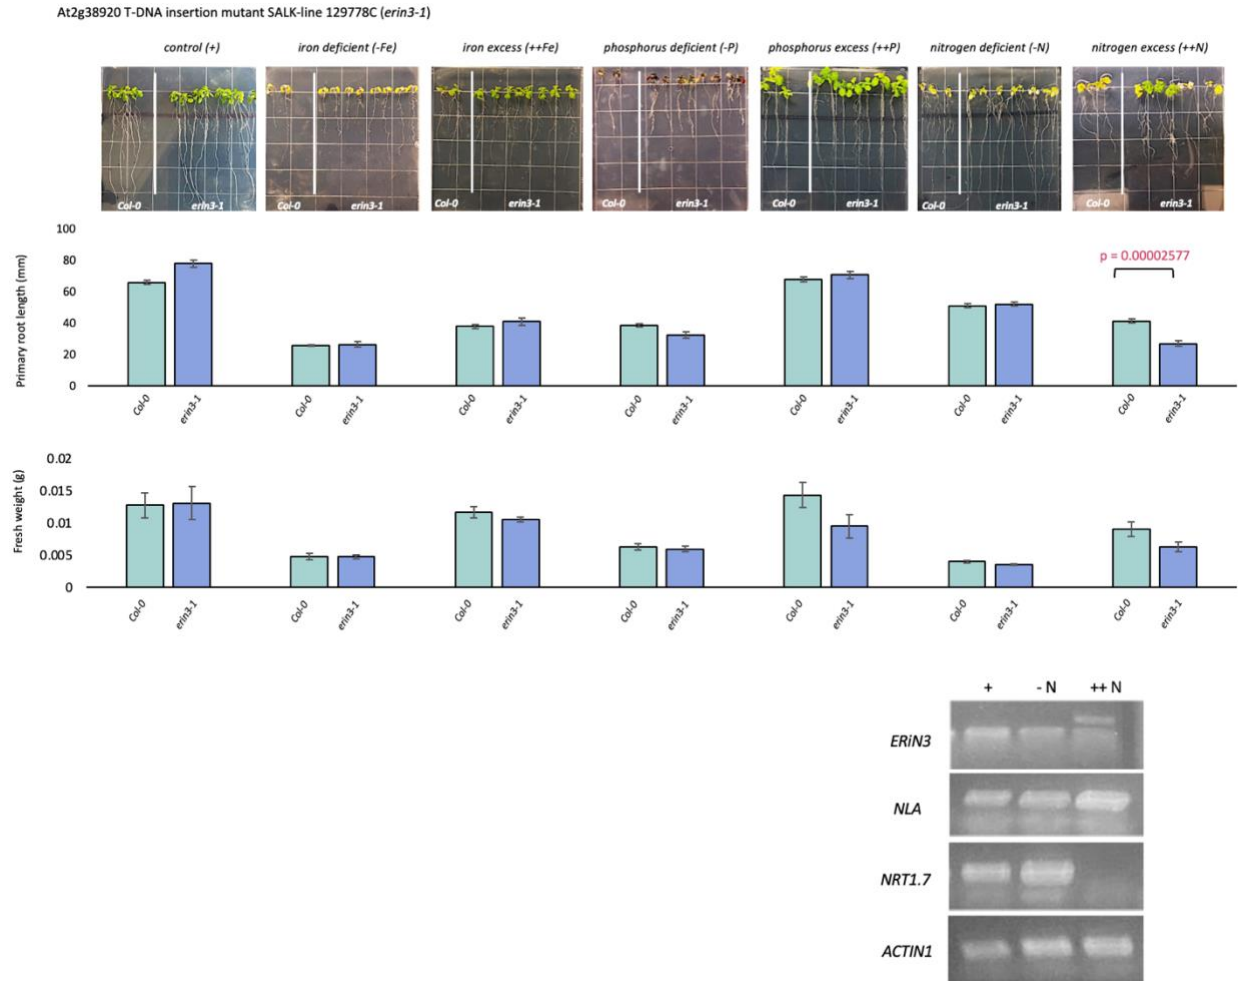 At2g38920 T-DNA insertion mutant SALK-line 129778C (erin3-1)
control (+) iron deficient (-Fe) iron excess (++Fe) phosphorus deficient (-P) phosphorus excess (++P) nitrogen deficient (-N) nitrogen excess (++N)
Col-0 erin3-1 Col-0 erin3-1 Col-0 erin3-1 Col-0 erin3-1 Col-0 erin3-1 Col-0 erin3-1 Col-0 erin3-1
Primary root length (mm)
100
80
60
40
20
0
p = 0.00002577
Col-0 erin3-1 Col-0 erin3-1 Col-0 erin3-1 Col-0 erin3-1 Col-0 erin3-1 Col-0 erin3-1 Col-0 erin3-1
Fresh weight (g)
0.02
0.015
0.01
0.005
0
Col-0 erin3-1 Col-0 erin3-1 Col-0 erin3-1 Col-0 erin3-1 Col-0 erin3-1 Col-0 erin3-1 Col-0 erin3-1
+ - N ++ N
ERiN3
NLA
NRT1.7
ACTIN1